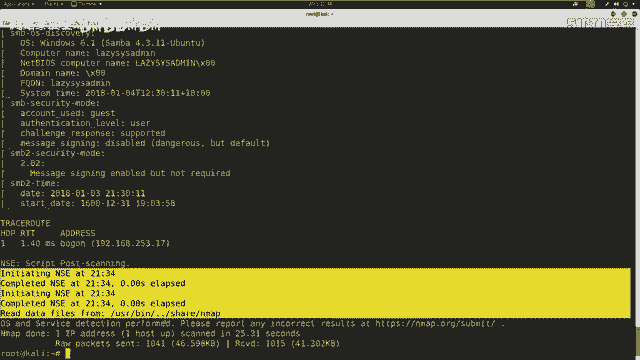 root@kali: ~
| smb-os-discovery:
|   OS: Windows 6.1 (Samba 4.3.11-Ubuntu)
|   Computer name: lazysysadmin
|   NetBIOS computer name: LAZYSYSADMIN\x00
|   Domain name: \x00
|   FQDN: lazysysadmin
|_  System time: 2018-01-04T12:30:11+10:00
| smb-security-mode:
|   account_used: guest
|   authentication_level: user
|   challenge_response: supported
|_  message_signing: disabled (dangerous, but default)
| smb2-security-mode:
|   2.02:
|_    Message signing enabled but not required
| smb2-time:
|   date: 2018-01-03 21:30:11
|_  start_date: 1600-12-31 19:03:58
TRACEROUTE
HOP RTT     ADDRESS
1   1.40 ms bogon (192.168.253.17)
NSE: Script Post-scanning.
Initiating NSE at 21:34
Completed NSE at 21:34, 0.00s elapsed
Initiating NSE at 21:34
Completed NSE at 21:34, 0.00s elapsed
Read data files from: /usr/bin/../share/nmap
OS and Service detection performed. Please report any incorrect results at https://nmap.org/submit/ .
Nmap done: 1 IP address (1 host up) scanned in 25.31 seconds
           Raw packets sent: 1041 (46.598KB) | Rcvd: 1015 (41.302KB)
root@kali:~#